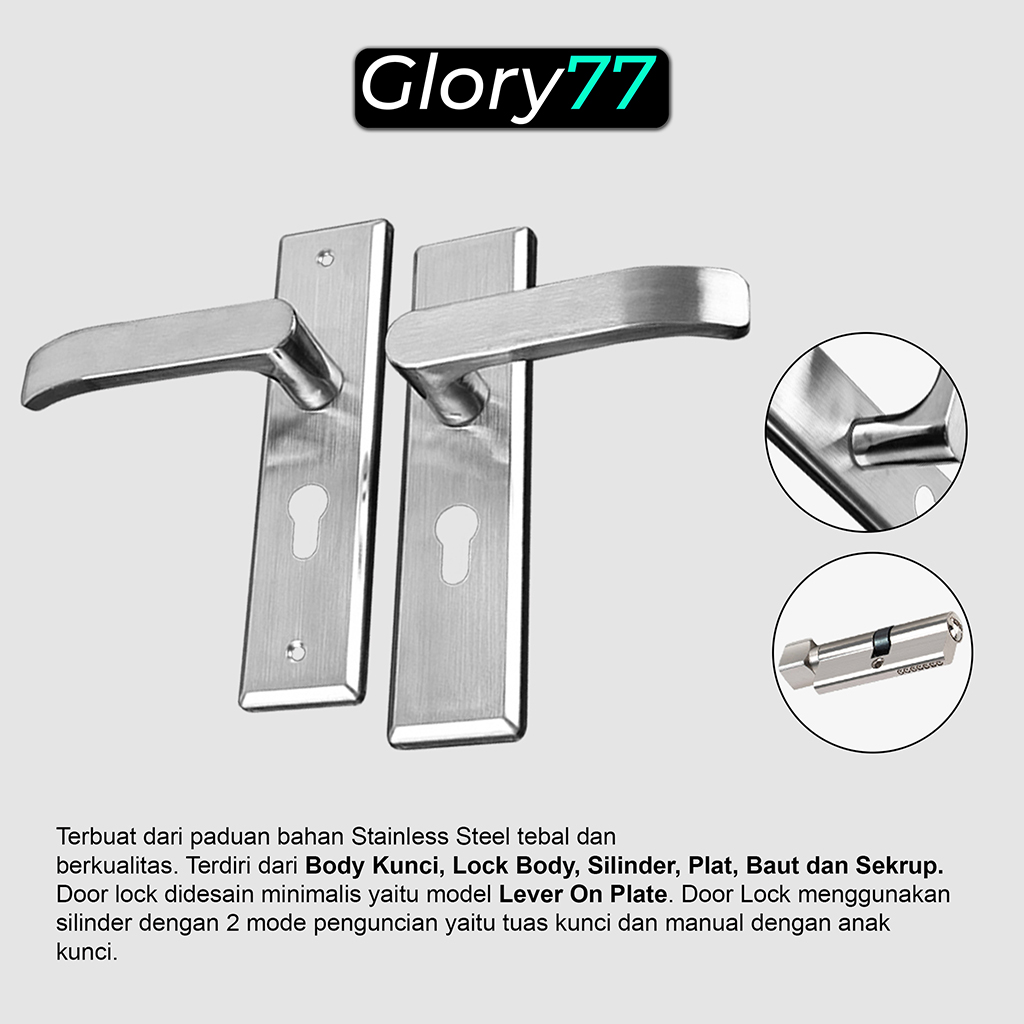 Glory77
Terbuat dari paduan bahan Stainless Steel tebal dan
berkualitas. Terdiri dari Body Kunci, Lock Body, Silinder, Plat, Baut dan Sekrup.
Door lock didesain minimalis yaitu model Lever On Plate. Door Lock menggunakan
silinder dengan 2 mode penguncian yaitu tuas kunci dan manual dengan anak
kunci.